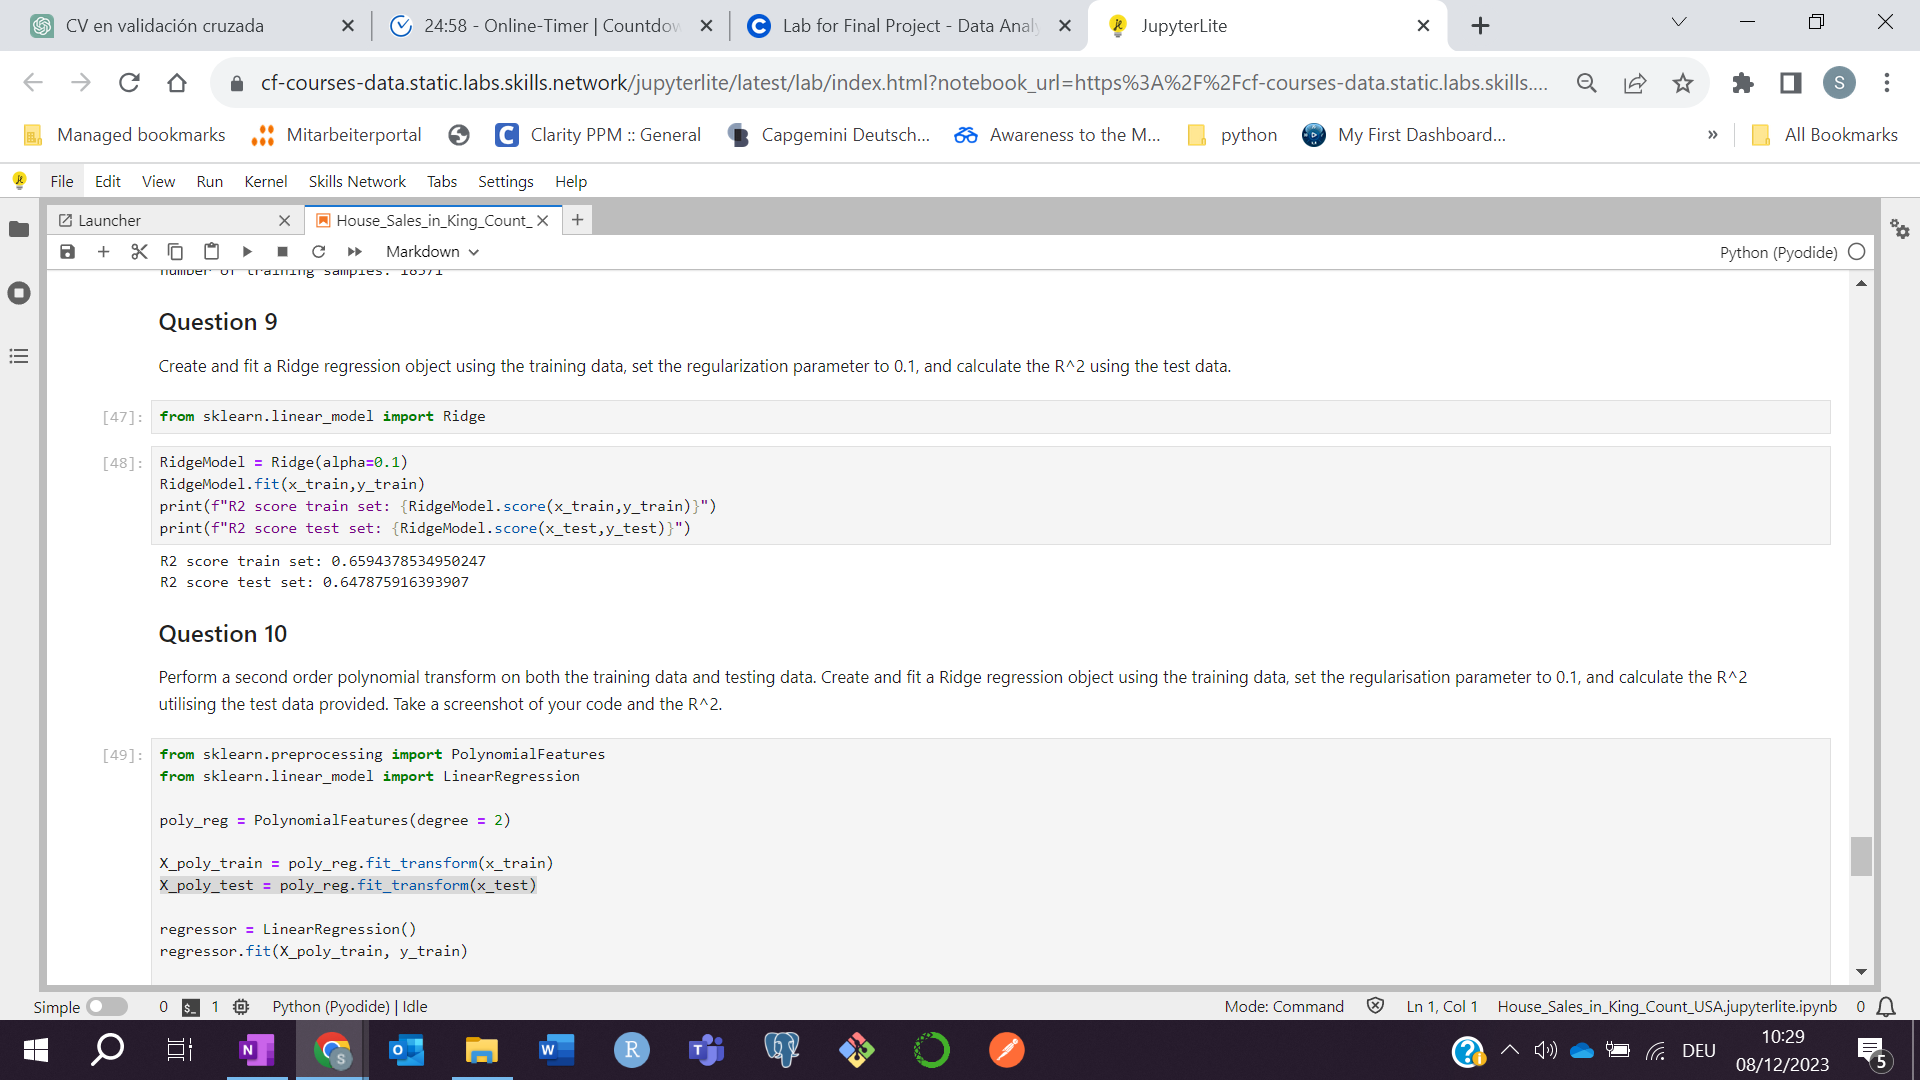 CV en validación cruzada
24:58 - Online-Timer | Countdow
Lab for Final Project - Data Anal
JupyterLite
cf-courses-data.static.labs.skills.network/jupyterlite/latest/lab/index.html?notebook_url=https%3A%2F%2Fcf-courses-data.static.labs.skills....
S
Managed bookmarks
Mitarbeiterportal
Clarity PPM :: General
Capgemini Deutsch...
Awareness to the M...
python
My First Dashboard...
»
All Bookmarks
File Edit View Run Kernel Skills Network Tabs Settings Help
Launcher
House_Sales_in_King_Count_
Markdown
Python (Pyodide)
number of training samples: 18571
Question 9
Create and fit a Ridge regression object using the training data, set the regularization parameter to 0.1, and calculate the R^2 using the test data.
[47]: from sklearn.linear_model import Ridge
[48]: RidgeModel = Ridge(alpha=0.1)
RidgeModel.fit(x_train,y_train)
print(f"R2 score train set: {RidgeModel.score(x_train,y_train)}")
print(f"R2 score test set: {RidgeModel.score(x_test,y_test)}")
R2 score train set: 0.6594378534950247
R2 score test set: 0.647875916393907
Question 10
Perform a second order polynomial transform on both the training data and testing data. Create and fit a Ridge regression object using the training data, set the regularisation parameter to 0.1, and calculate the R^2
utilising the test data provided. Take a screenshot of your code and the R^2.
[49]: from sklearn.preprocessing import PolynomialFeatures
from sklearn.linear_model import LinearRegression
poly_reg = PolynomialFeatures(degree = 2)
X_poly_train = poly_reg.fit_transform(x_train)
X_poly_test = poly_reg.fit_transform(x_test)
regressor = LinearRegression()
regressor.fit(X_poly_train, y_train)
Simple 0 1 Python (Pyodide) | Idle
Mode: Command Ln 1, Col 1 House_Sales_in_King_Count_USA.jupyterlite.ipynb 0
DEU
10:29
08/12/2023
5